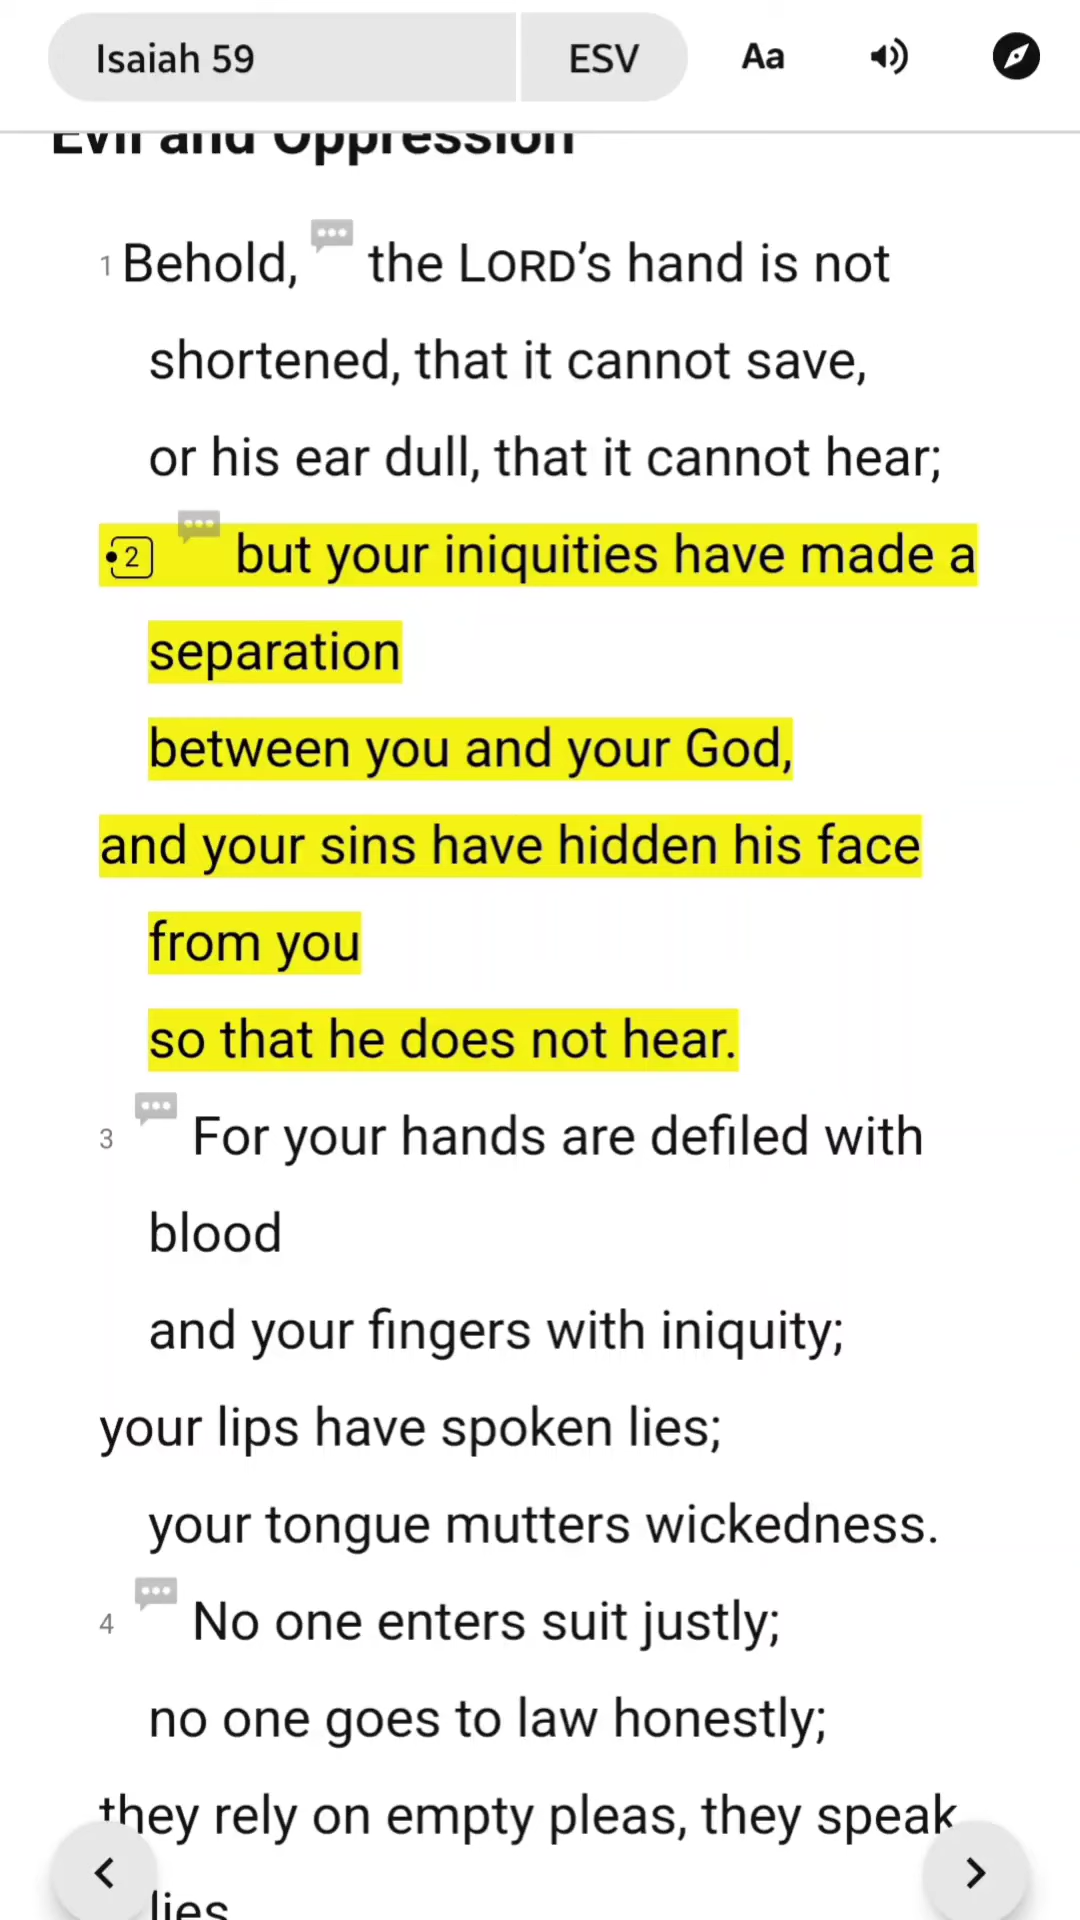 Isaiah 59 ESV Aa
Evil and Oppression
1 Behold, the LORD’s hand is not
shortened, that it cannot save,
or his ear dull, that it cannot hear;
2 but your iniquities have made a
separation
between you and your God,
and your sins have hidden his face
from you
so that he does not hear.
3 For your hands are defiled with
blood
and your fingers with iniquity;
your lips have spoken lies;
your tongue mutters wickedness.
4 No one enters suit justly;
no one goes to law honestly;
they rely on empty pleas, they speak
lies